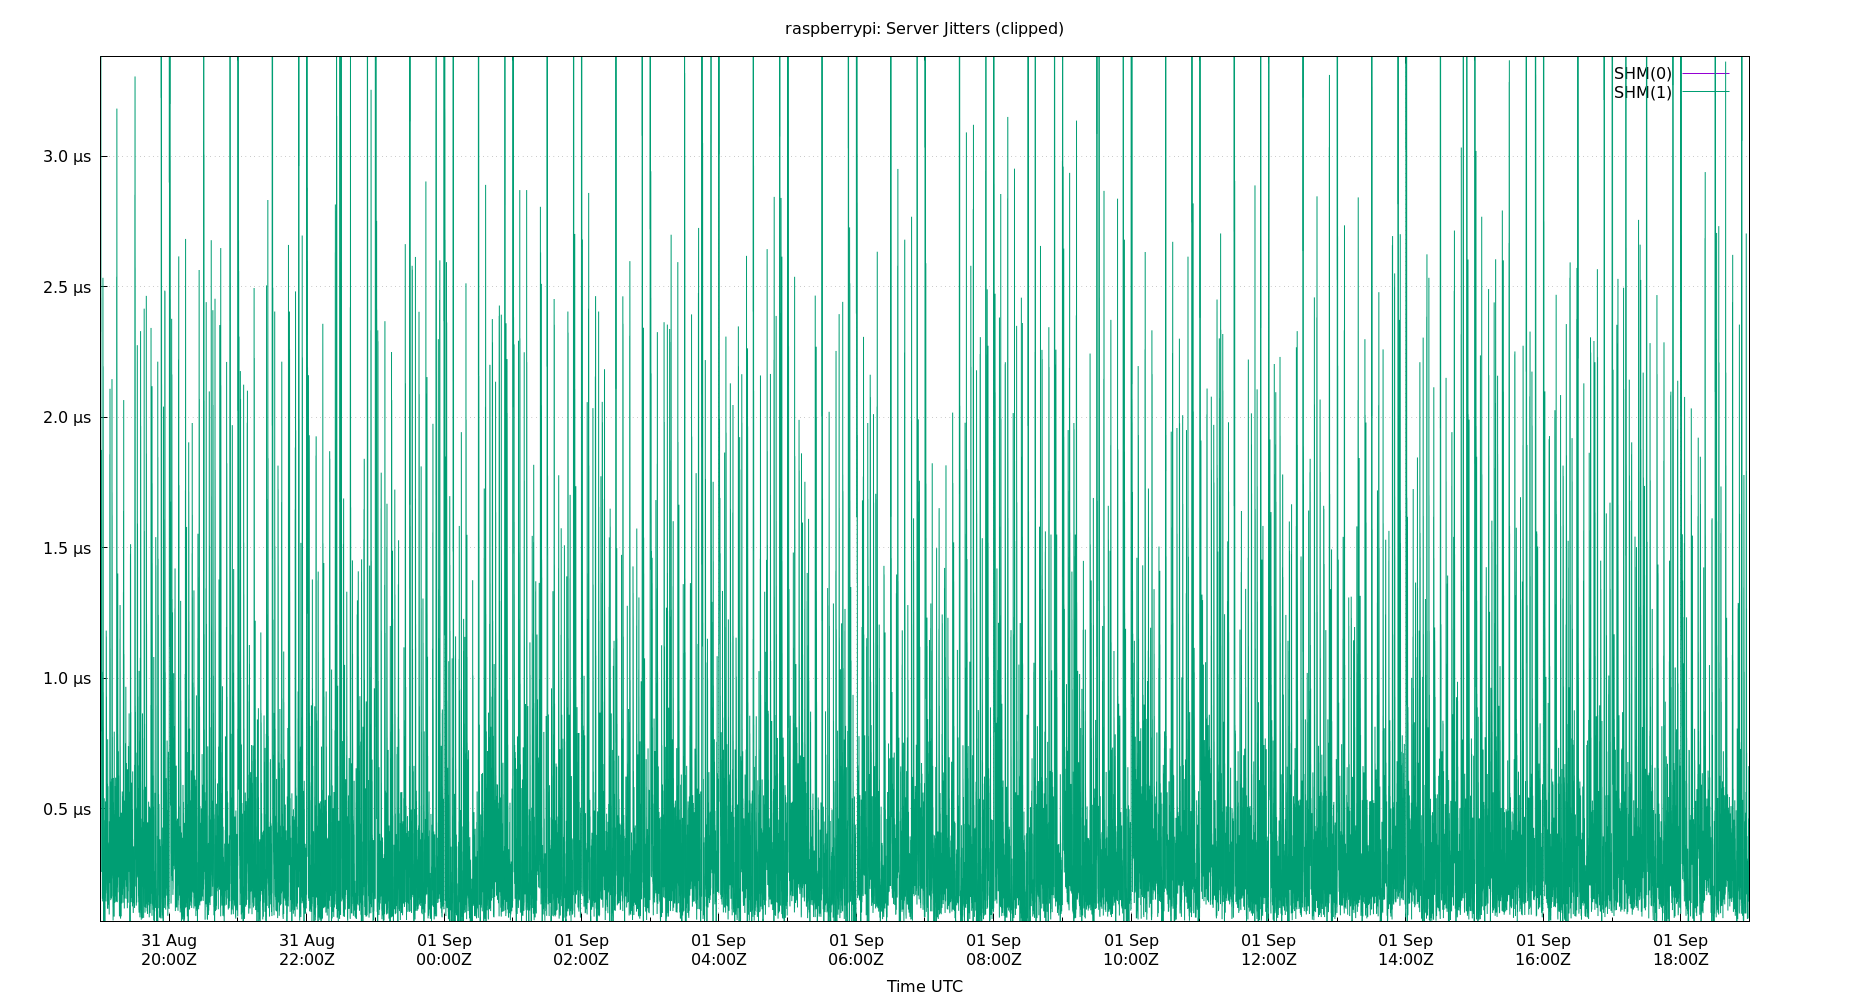 raspberrypi: Server Jitters (clipped)
SHM(0)
SHM(1)
3.0 µs
2.5 µs
2.0 µs
1.5 µs
1.0 µs
0.5 µs
31 Aug 31 Aug 01 Sep 01 Sep 01 Sep 01 Sep 01 Sep 01 Sep 01 Sep 01 Sep 01 Sep 01 Sep
20:00Z 22:00Z 00:00Z 02:00Z 04:00Z 06:00Z 08:00Z 10:00Z 12:00Z 14:00Z 16:00Z 18:00Z
Time UTC